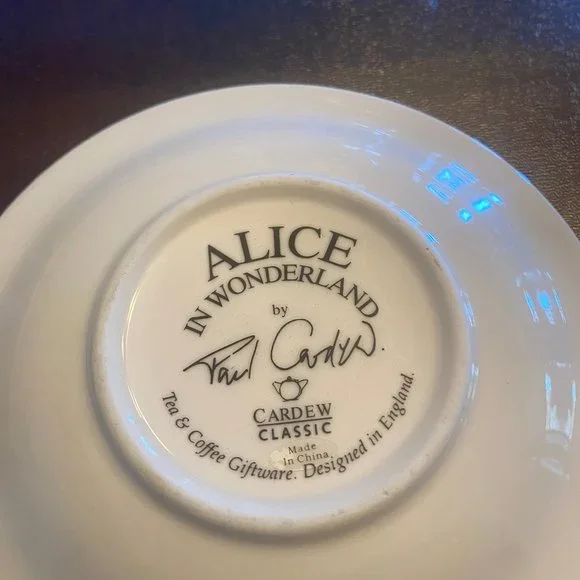 ALICE
IN WONDERLAND
by
Paul Cardew.
CARDEW
CLASSIC
Made
In China
Tea & Coffee Giftware. Designed in England.